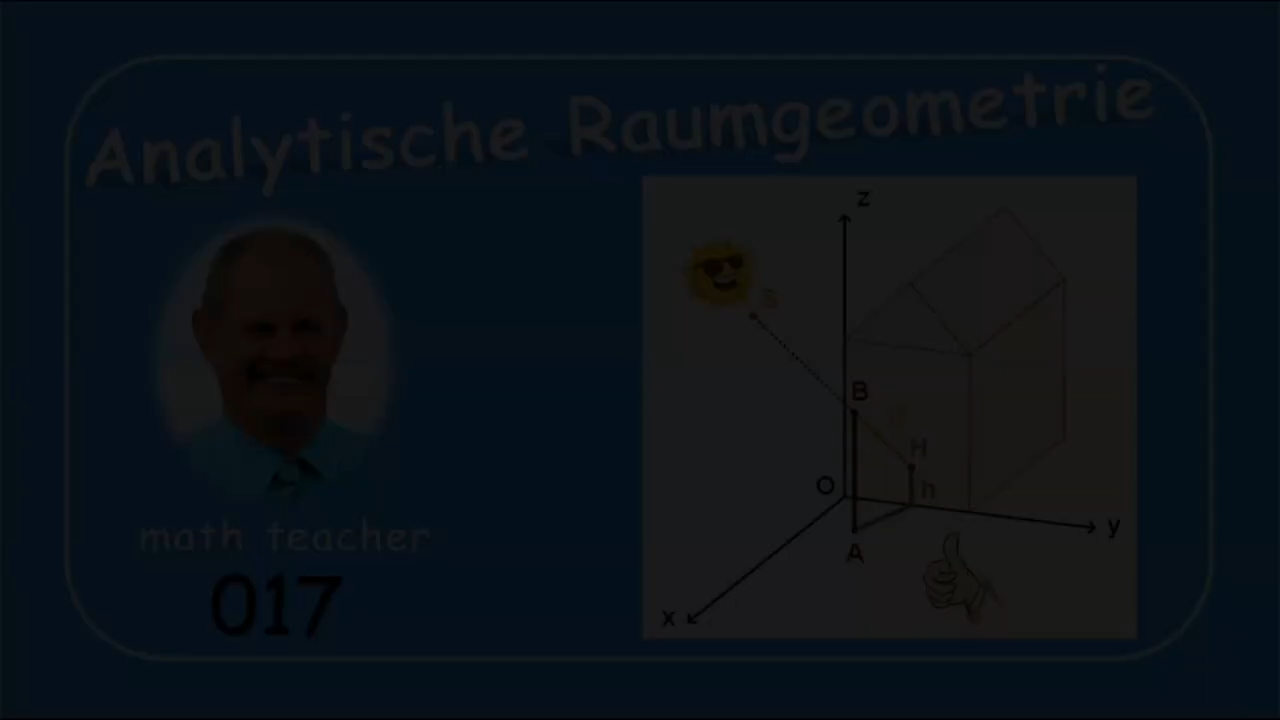 Analytische Raumgeometrie
z
S
B
H
h
O
y
A
x
math teacher
017